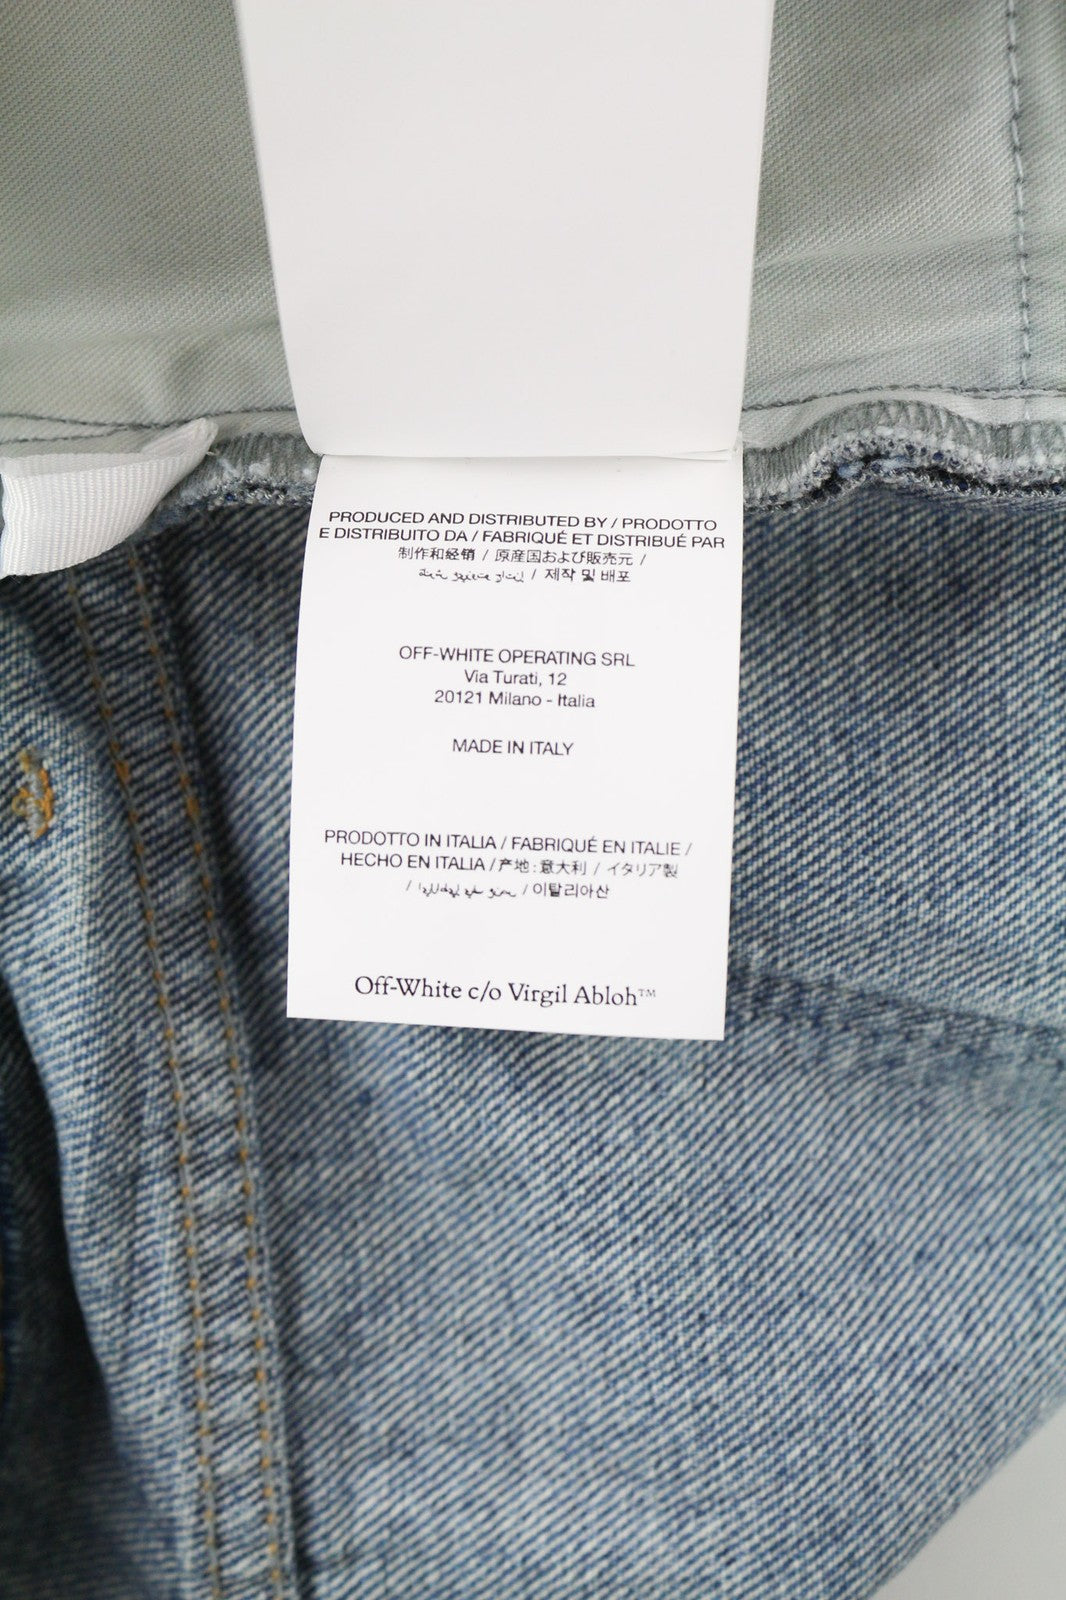 PRODUCED AND DISTRIBUTED BY / PRODOTTO
E DISTRIBUITO DA / FABRIQUÉ ET DISTRIBUÉ PAR
制作和经销 / 原産国および販売元 /
/ 제작 및 배포
OFF-WHITE OPERATING SRL
Via Turati, 12
20121 Milano - Italia
MADE IN ITALY
PRODOTTO IN ITALIA / FABRIQUÉ EN ITALIE /
HECHO EN ITALIA / 产地:意大利 / イタリア製
/ / 이탈리아산
Off-White c/o Virgil Abloh™